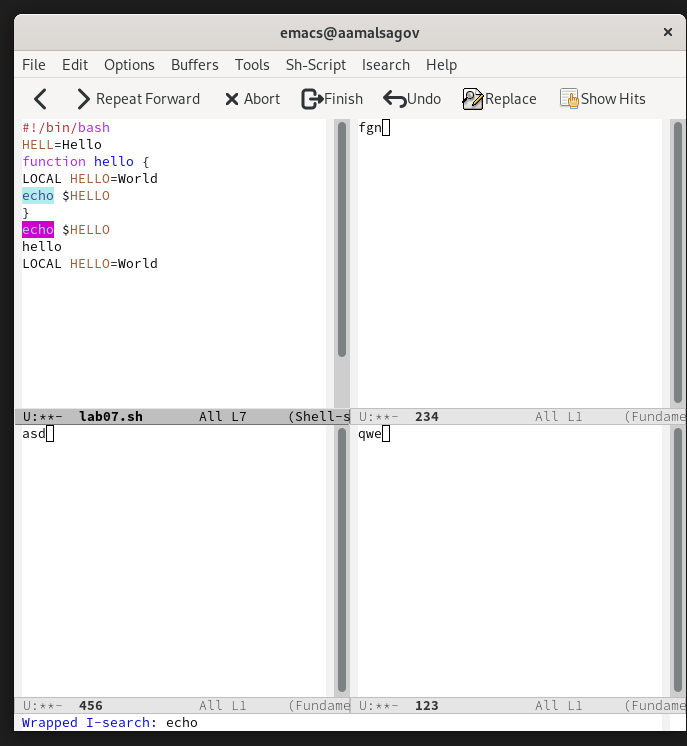 emacs@aamalsagov ×
File Edit Options Buffers Tools Sh-Script Isearch Help
Repeat Forward Abort Finish Undo Replace Show Hits
#!/bin/bash
HELL=Hello
function hello {
LOCAL HELLO=World
echo $HELLO
}
echo $HELLO
hello
LOCAL HELLO=World
fgn
U:**- lab07.sh All L7 (Shell-s
U:**- 234 All L1 (Fundame
asd
qwe
U:**- 456 All L1 (Fundame
U:**- 123 All L1 (Fundame
Wrapped I-search: echo